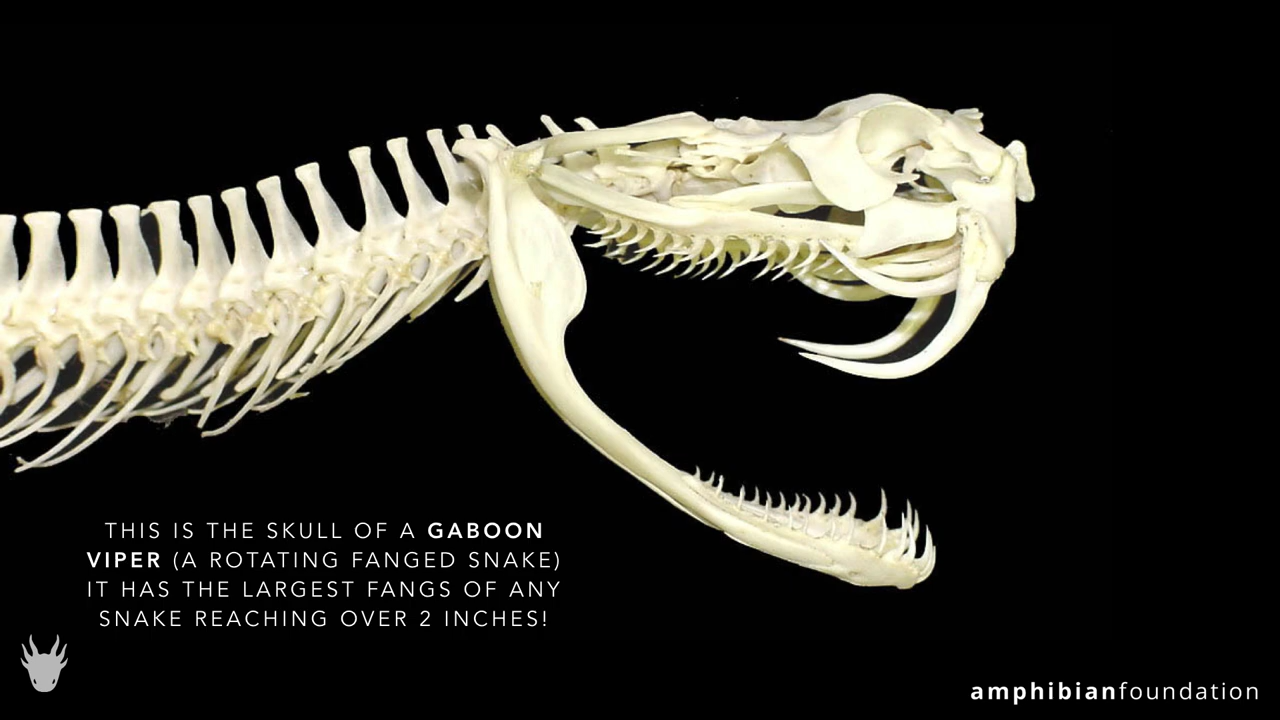 THIS IS THE SKULL OF A GABOON
VIPER (A ROTATING FANGED SNAKE)
IT HAS THE LARGEST FANGS OF ANY
SNAKE REACHING OVER 2 INCHES!
amphibianfoundation